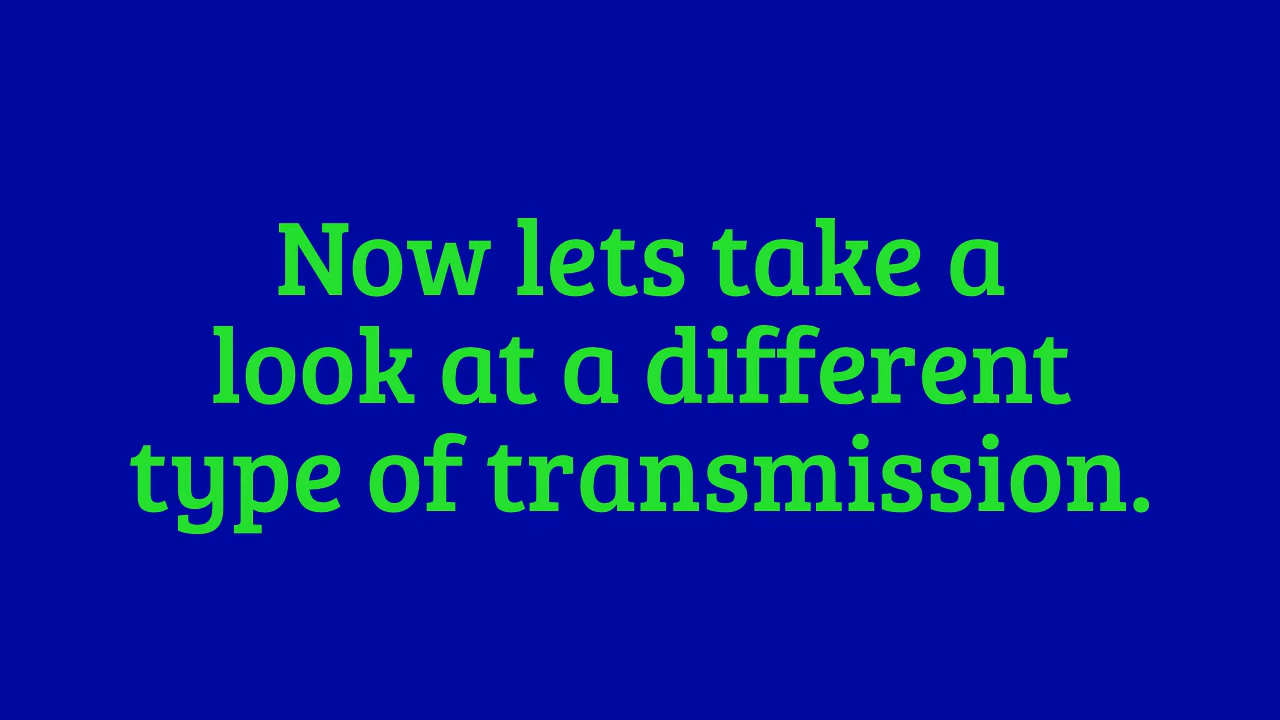 Now lets take a
look at a different
type of transmission.